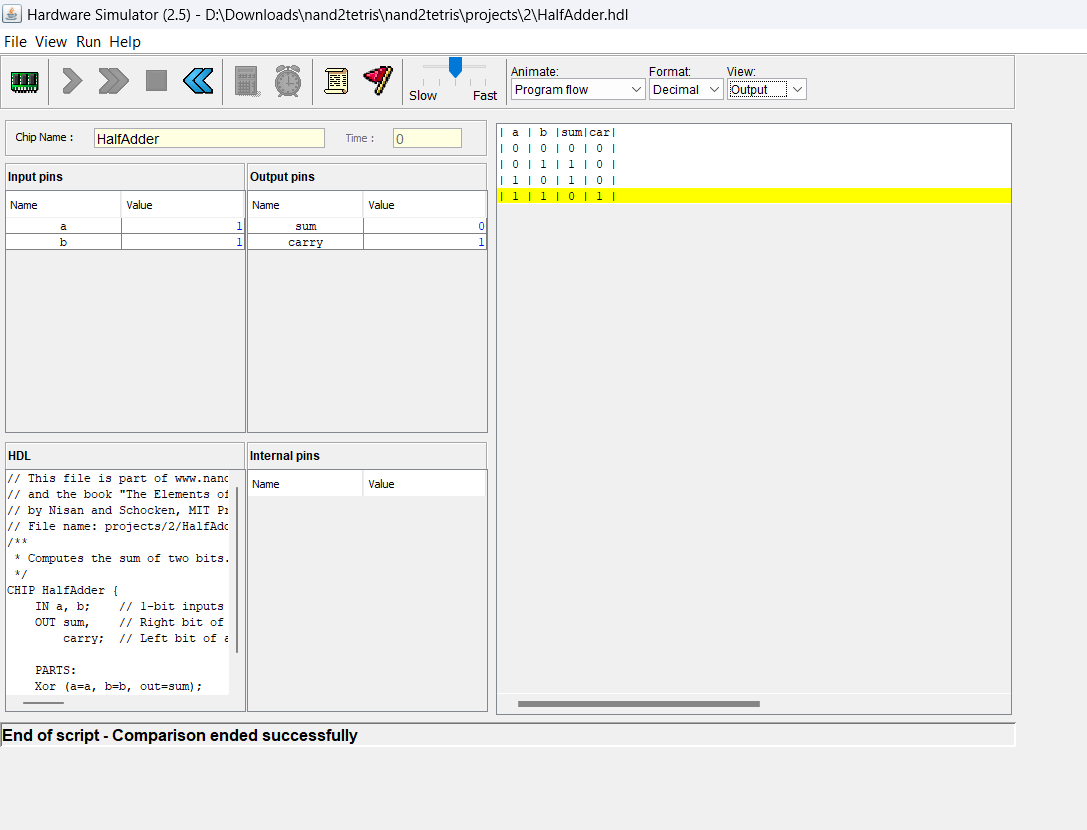 Hardware Simulator (2.5) - D:\Downloads\nand2tetris\nand2tetris\projects\2\HalfAdder.hdl
File View Run Help
Slow Fast
Animate: Format: View:
Program flow Decimal Output
Chip Name : HalfAdder Time : 0
Input pins
Name Value
a 1
b 1
Output pins
Name Value
sum 0
carry 1
HDL
// This file is part of www.nand
// and the book "The Elements of
// by Nisan and Schocken, MIT Pr
// File name: projects/2/HalfAdd
/**
* Computes the sum of two bits.
*/
CHIP HalfAdder {
IN a, b; // 1-bit inputs
OUT sum, // Right bit of
carry; // Left bit of a
PARTS:
Xor (a=a, b=b, out=sum);
Internal pins
Name Value
| a | b |sum|car|
| 0 | 0 | 0 | 0 |
| 0 | 1 | 1 | 0 |
| 1 | 0 | 1 | 0 |
| 1 | 1 | 0 | 1 |
End of script - Comparison ended successfully